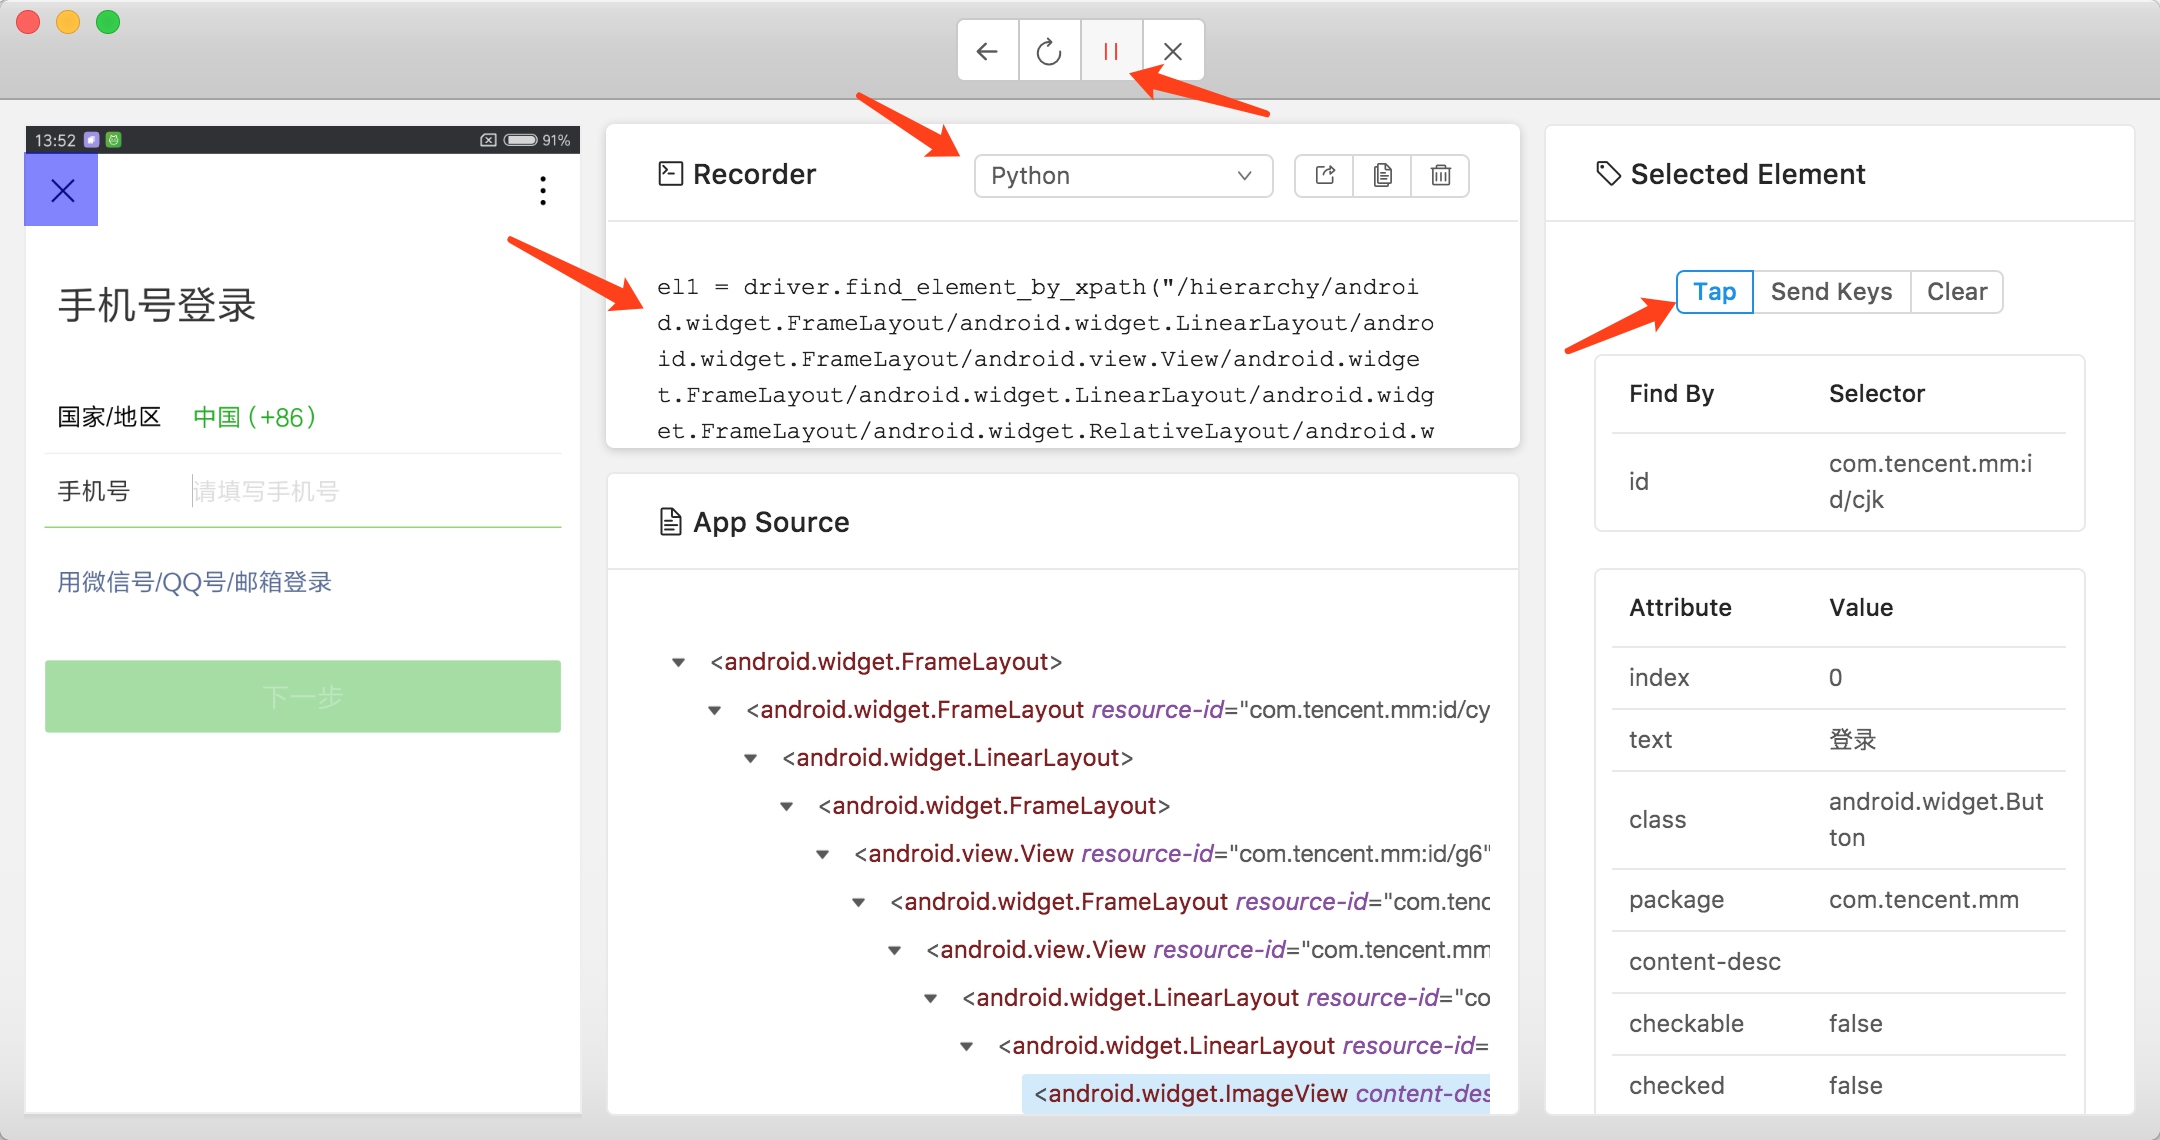 13:52
91%
手机号登录
国家/地区 中国（+86）
手机号 请填写手机号
用微信号/QQ号/邮箱登录
下一步
Recorder
Python
el1 = driver.find_element_by_xpath("/hierarchy/androi
d.widget.FrameLayout/android.widget.LinearLayout/andro
id.widget.FrameLayout/android.view.View/android.widge
t.FrameLayout/android.widget.LinearLayout/android.widg
et.FrameLayout/android.widget.RelativeLayout/android.w
App Source
<android.widget.FrameLayout>
<android.widget.FrameLayout resource-id="com.tencent.mm:id/cy
<android.widget.LinearLayout>
<android.widget.FrameLayout>
<android.view.View resource-id="com.tencent.mm:id/g6"
<android.widget.FrameLayout resource-id="com.tenc
<android.view.View resource-id="com.tencent.mm
<android.widget.LinearLayout resource-id="co
<android.widget.LinearLayout resource-id=
<android.widget.ImageView content-des
Selected Element
Tap Send Keys Clear
Find By Selector
id com.tencent.mm:i
d/cjk
Attribute Value
index 0
text 登录
class android.widget.But
ton
package com.tencent.mm
content-desc
checkable false
checked false